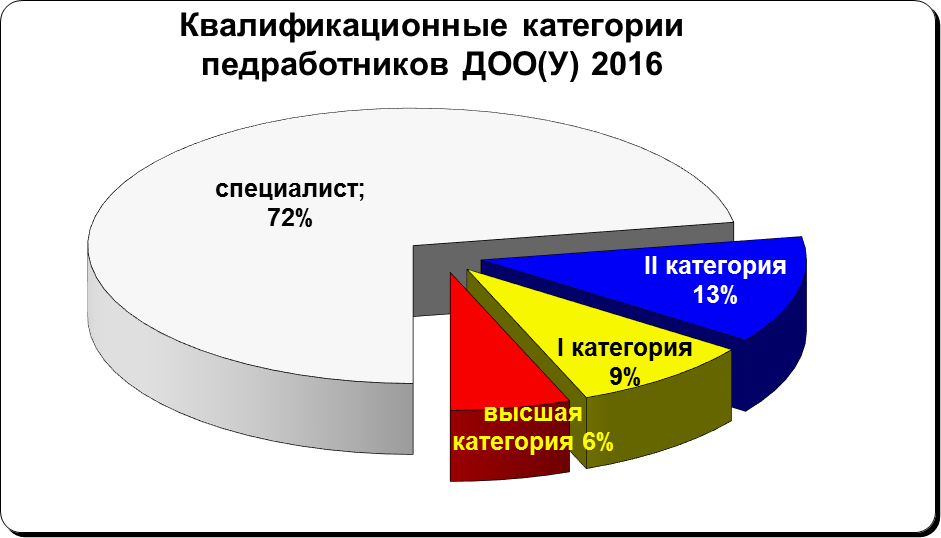 Квалификационные категории
педработников ДОО(У) 2016
специалист;
72%
II категория
13%
I категория
9%
высшая
категория 6%